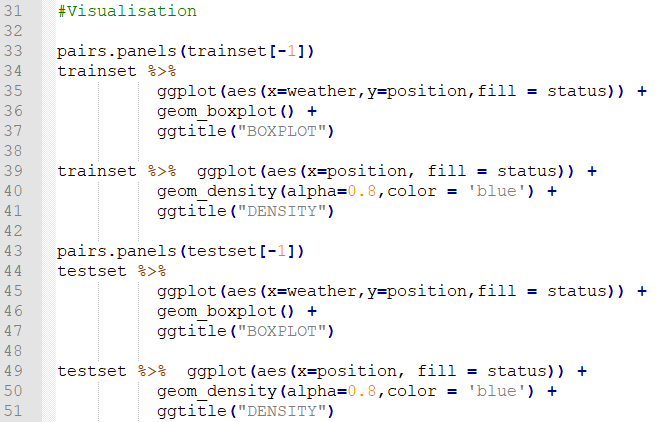 31 #Visualisation
32
33 pairs.panels(trainset[-1])
34 trainset %>%
35 ggplot(aes(x=weather,y=position,fill = status)) +
36 geom_boxplot() +
37 ggtitle("BOXPLOT")
38
39 trainset %>%  ggplot(aes(x=position, fill = status)) +
40 geom_density(alpha=0.8,color = 'blue') +
41 ggtitle("DENSITY")
42
43 pairs.panels(testset[-1])
44 testset %>%
45 ggplot(aes(x=weather,y=position,fill = status)) +
46 geom_boxplot() +
47 ggtitle("BOXPLOT")
48
49 testset %>%  ggplot(aes(x=position, fill = status)) +
50 geom_density(alpha=0.8,color = 'blue') +
51 ggtitle("DENSITY")